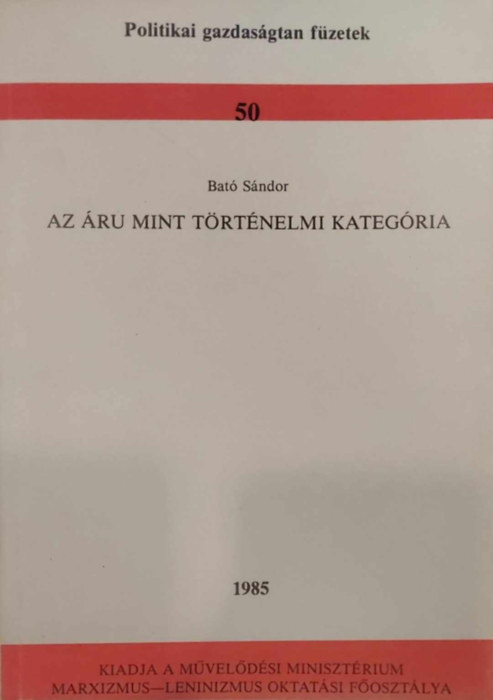 Politikai gazdaságtan füzetek
50
Bató Sándor
AZ ÁRU MINT TÖRTÉNELMI KATEGÓRIA
1985
KIADJA A MŰVELŐDÉSI MINISZTÉRIUM
MARXIZMUS—LENINIZMUS OKTATÁSI FŐOSZTÁLYA